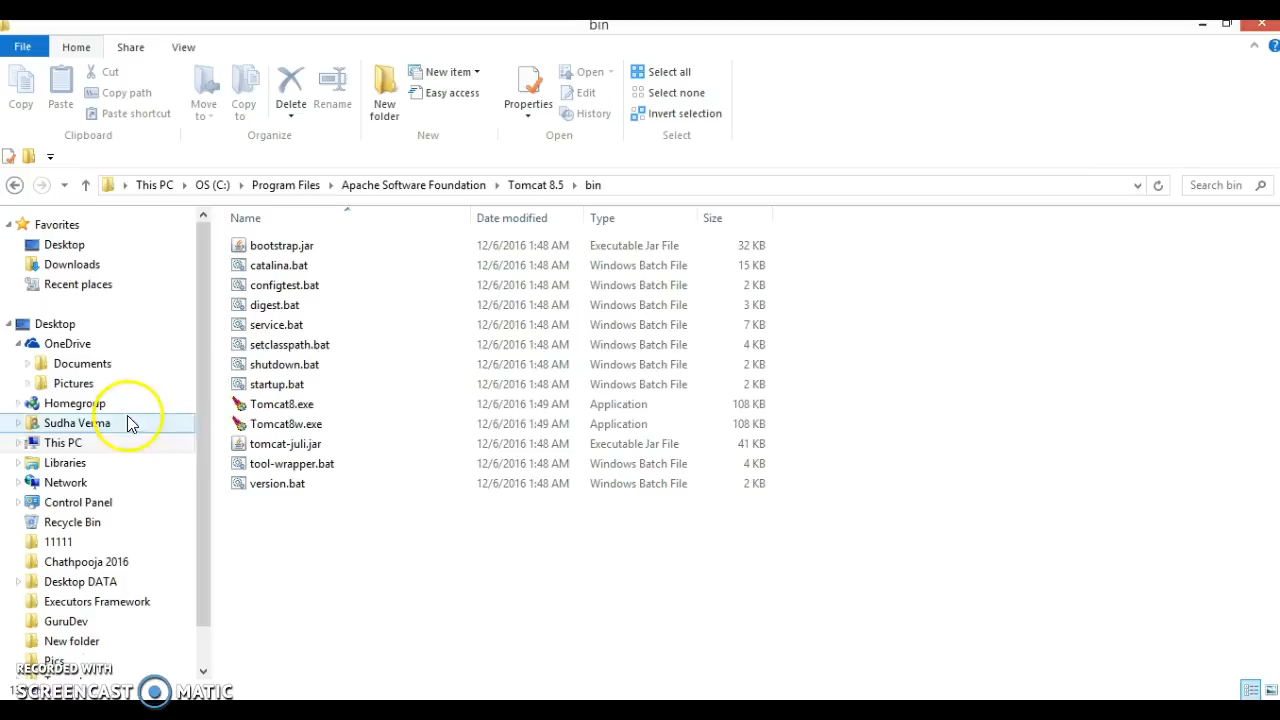 bin
File Home Share View
Copy Paste Cut Copy path Paste shortcut Move to Copy to Delete Rename New folder New item Easy access Properties Open Edit History Select all Select none Invert selection
Clipboard Organize New Open Select
This PC OS (C:) Program Files Apache Software Foundation Tomcat 8.5 bin Search bin
Name Date modified Type Size
Favorites
Desktop
Downloads
Recent places
Desktop
OneDrive
Documents
Pictures
Homegroup
Sudha Verma
This PC
Libraries
Network
Control Panel
Recycle Bin
11111
Chathpooja 2016
Desktop DATA
Executors Framework
GuruDev
New folder
Pics
bootstrap.jar 12/6/2016 1:48 AM Executable Jar File 32 KB
catalina.bat 12/6/2016 1:48 AM Windows Batch File 15 KB
configtest.bat 12/6/2016 1:48 AM Windows Batch File 2 KB
digest.bat 12/6/2016 1:48 AM Windows Batch File 3 KB
service.bat 12/6/2016 1:48 AM Windows Batch File 7 KB
setclasspath.bat 12/6/2016 1:48 AM Windows Batch File 4 KB
shutdown.bat 12/6/2016 1:48 AM Windows Batch File 2 KB
startup.bat 12/6/2016 1:48 AM Windows Batch File 2 KB
Tomcat8.exe 12/6/2016 1:49 AM Application 108 KB
Tomcat8w.exe 12/6/2016 1:49 AM Application 108 KB
tomcat-juli.jar 12/6/2016 1:48 AM Executable Jar File 41 KB
tool-wrapper.bat 12/6/2016 1:48 AM Windows Batch File 4 KB
version.bat 12/6/2016 1:48 AM Windows Batch File 2 KB
RECORDED WITH
SCREENCAST MATIC